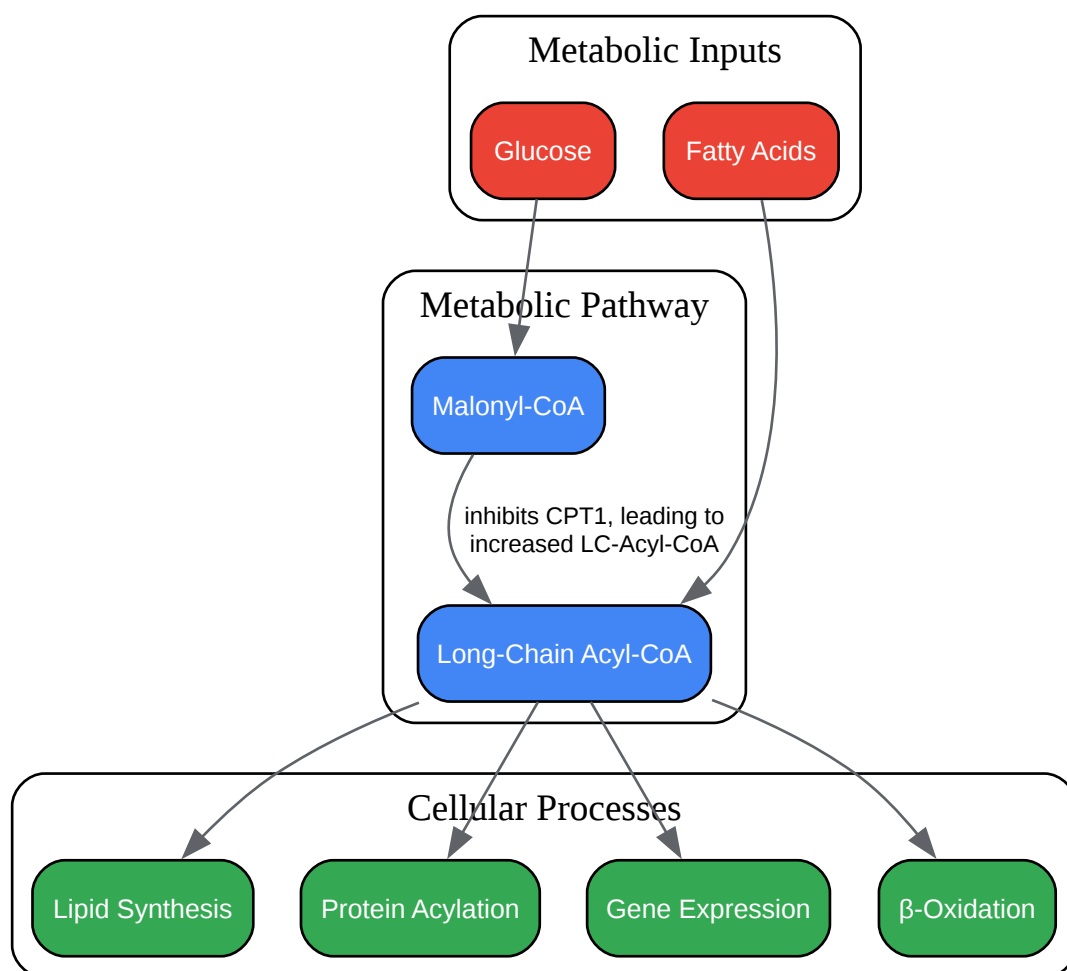 Metabolic Inputs
Glucose
Fatty Acids
Metabolic Pathway
Malonyl-CoA
inhibits CPT1, leading to
increased LC-Acyl-CoA
Long-Chain Acyl-CoA
Cellular Processes
Lipid Synthesis
Protein Acylation
Gene Expression
β-Oxidation